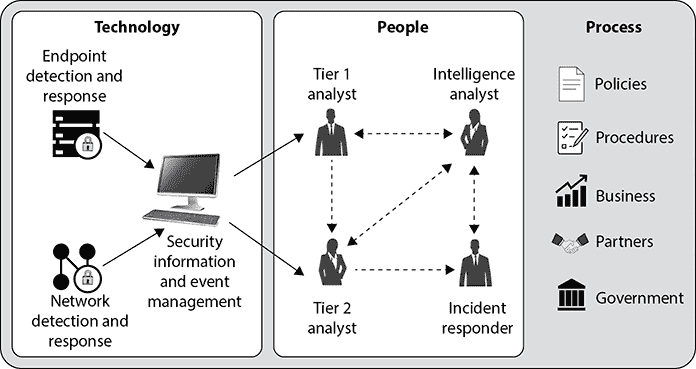 Technology
Endpoint
detection and
response
Security
information
and event
management
Network
detection and
response
People
Tier 1
analyst
Intelligence
analyst
Tier 2
analyst
Incident
responder
Process
Policies
Procedures
Business
Partners
Government